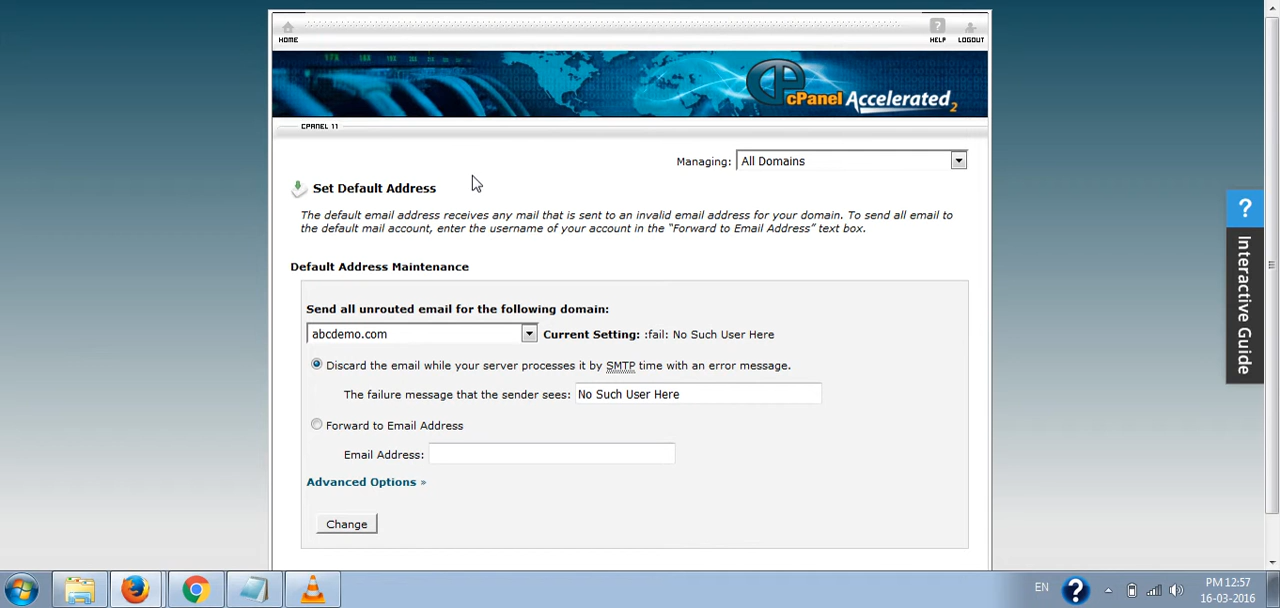 HOME
HELP
LOGOUT
cPanel Accelerated2
CPANEL 11
Managing: All Domains
Set Default Address
The default email address receives any mail that is sent to an invalid email address for your domain. To send all email to
the default mail account, enter the username of your account in the “Forward to Email Address” text box.
Default Address Maintenance
Send all unrouted email for the following domain:
abcdemo.com Current Setting: :fail: No Such User Here
Discard the email while your server processes it by SMTP time with an error message.
The failure message that the sender sees: No Such User Here
Forward to Email Address
Email Address:
Advanced Options »
Change
? Interactive Guide
EN
PM 12:57
16-03-2016